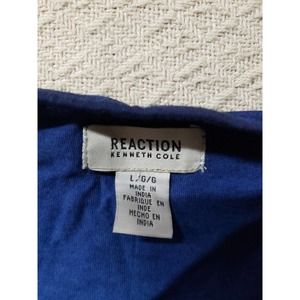 REACTION
KENNETH COLE
L/G/G
MADE IN
INDIA
FABRIQUE EN
INDE
HECHO EN
INDIA